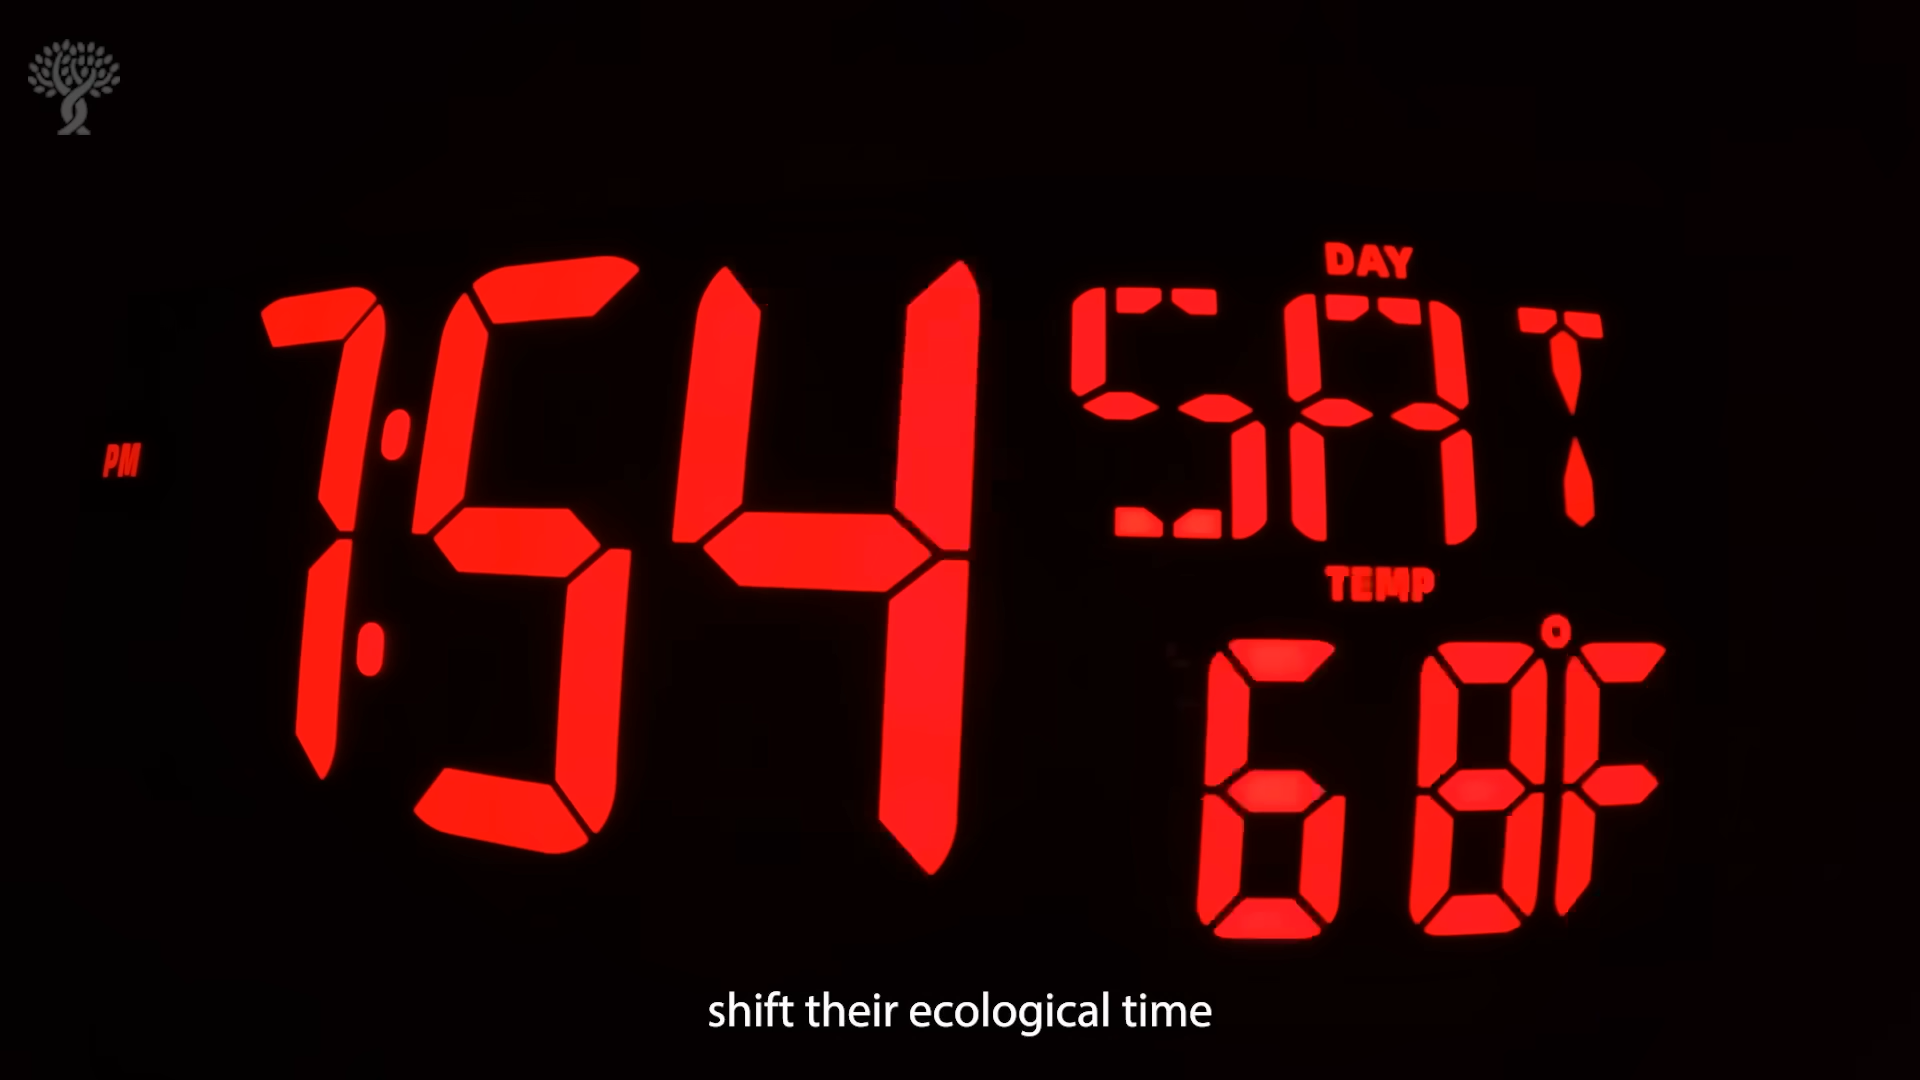 PM
7:54
DAY
SAT
TEMP
68°F
shift their ecological time